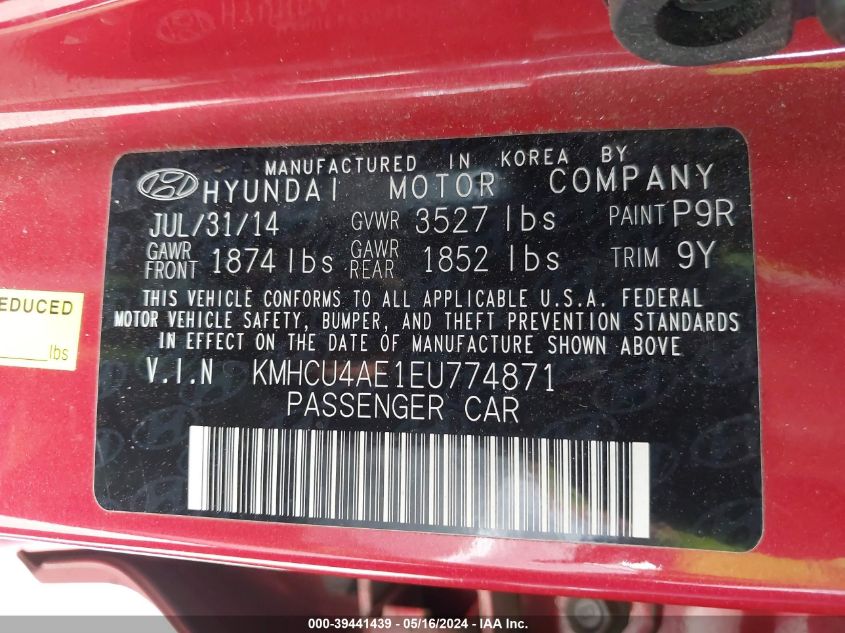 MANUFACTURED IN KOREA BY
HYUNDAI MOTOR COMPANY
JUL/31/14 GVWR 3527 lbs PAINT P9R
GAWR FRONT 1874 lbs GAWR REAR 1852 lbs TRIM 9Y
THIS VEHICLE CONFORMS TO ALL APPLICABLE U.S.A. FEDERAL
MOTOR VEHICLE SAFETY, BUMPER, AND THEFT PREVENTION STANDARDS
IN EFFECT ON THE DATE OF MANUFACTURE SHOWN ABOVE
V.I.N KMHCU4AE1EU774871
PASSENGER CAR
EDUCED
lbs
000-39441439 - 05/16/2024 - IAA Inc.